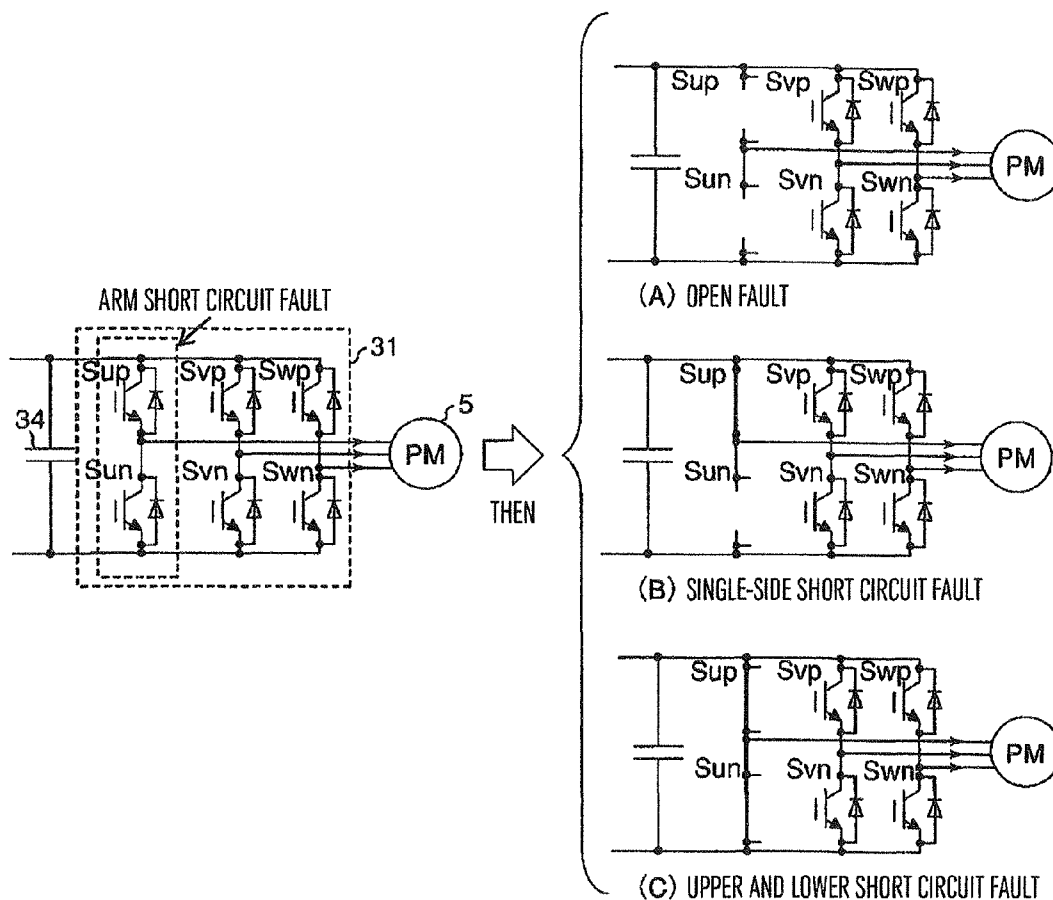 ARM SHORT CIRCUIT FAULT
31
Sup Svp Swp
34
5
PM
Sun Svn Swn
THEN
Sup Svp Swp
PM
Sun Svn Swn
(A) OPEN FAULT
Sup Svp Swp
PM
Sun Svn Swn
(B) SINGLE-SIDE SHORT CIRCUIT FAULT
Sup Svp Swp
PM
Sun Svn Swn
(C) UPPER AND LOWER SHORT CIRCUIT FAULT